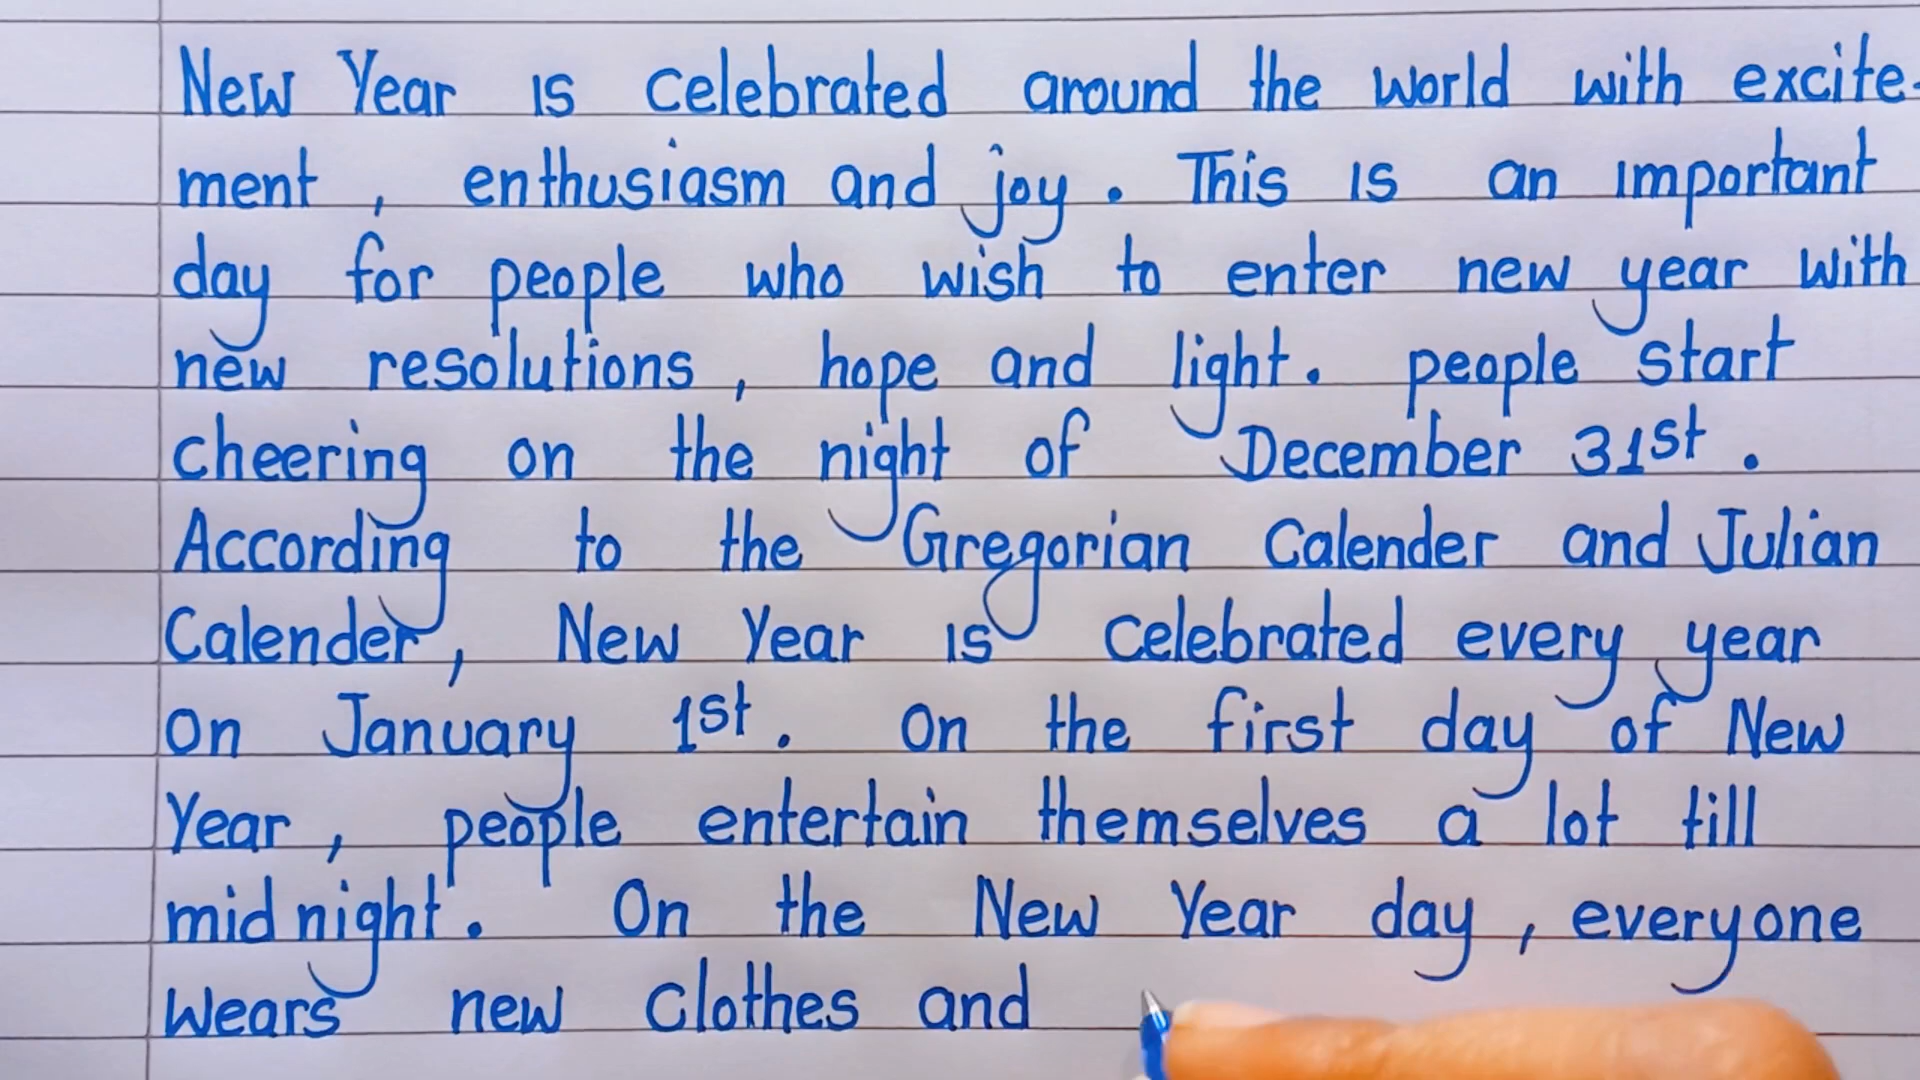 New Year is celebrated around the world with excite-
ment , enthusiasm and joy . This is an important
day for people who wish to enter new year with
new resolutions , hope and light . people start
cheering on the night of December 31st .
According to the Gregorian Calender and Julian
Calender , New Year is celebrated every year
on January 1st . On the first day of New
Year , people entertain themselves a lot till
midnight . On the New Year day , everyone
wears new clothes and